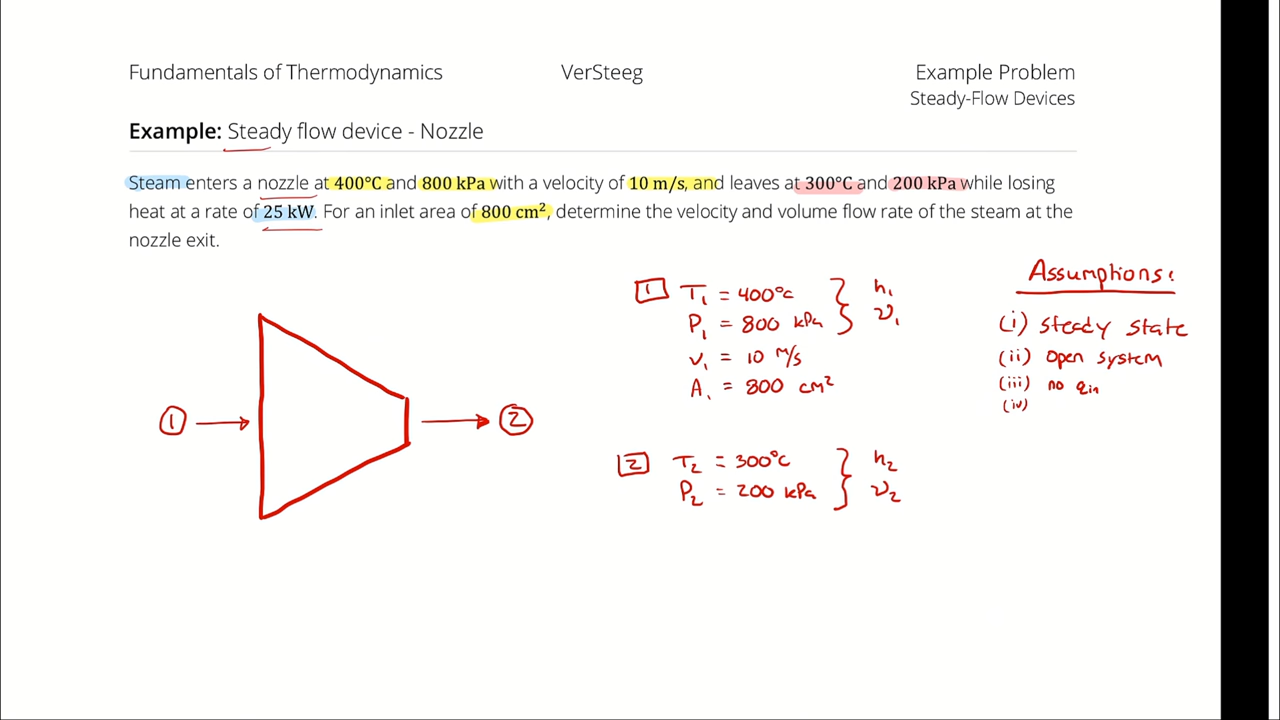 Fundamentals of Thermodynamics VerSteeg Example Problem
Steady-Flow Devices
Example: Steady flow device - Nozzle
Steam enters a nozzle at 400°C and 800 kPa with a velocity of 10 m/s, and leaves at 300°C and 200 kPa while losing
heat at a rate of 25 kW. For an inlet area of 800 cm², determine the velocity and volume flow rate of the steam at the
nozzle exit.
Assumptions:
1 T₁ = 400°C } h₁
P₁ = 800 kPa } ν₁
v₁ = 10 m/s
A₁ = 800 cm²
(i) steady state
(ii) open system
(iii) no q_in
(iv)
1
2
2 T₂ = 300°C } h₂
P₂ = 200 kPa } ν₂